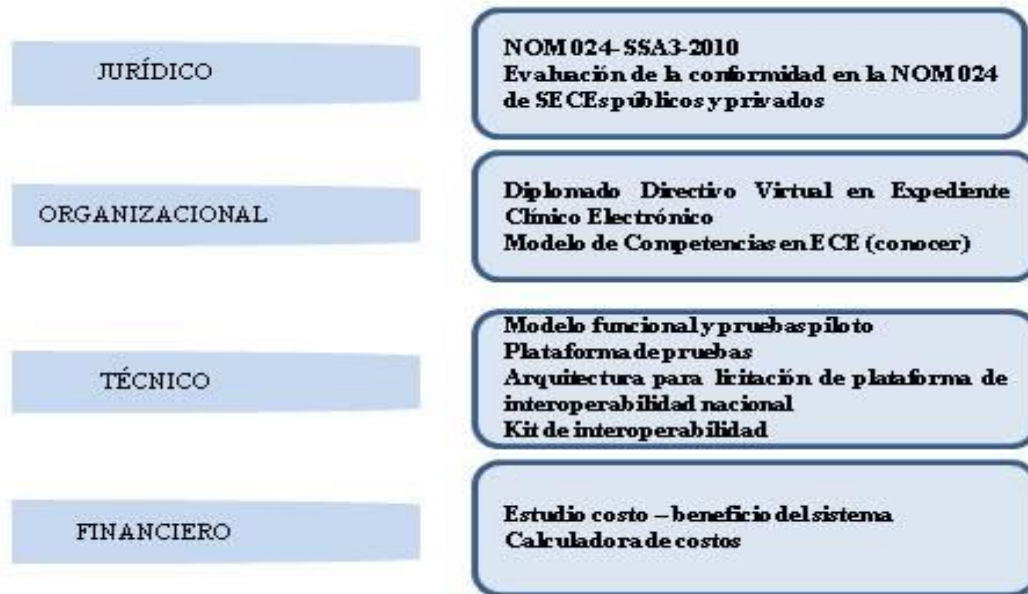 JURÍDICO
NOM 024-SSA3-2010
Evaluación de la conformidad en la NOM 024
de SECEs públicos y privados
ORGANIZACIONAL
Diplomado Directivo Virtual en Expediente
Clínico Electrónico
Modelo de Competencias en ECE (conocer)
TÉCNICO
Modelo funcional y pruebas piloto
Plataforma de pruebas
Arquitectura para licitación de plataforma de
interoperabilidad nacional
Kit de interoperabilidad
FINANCIERO
Estudio costo – beneficio del sistema
Calculadora de costos